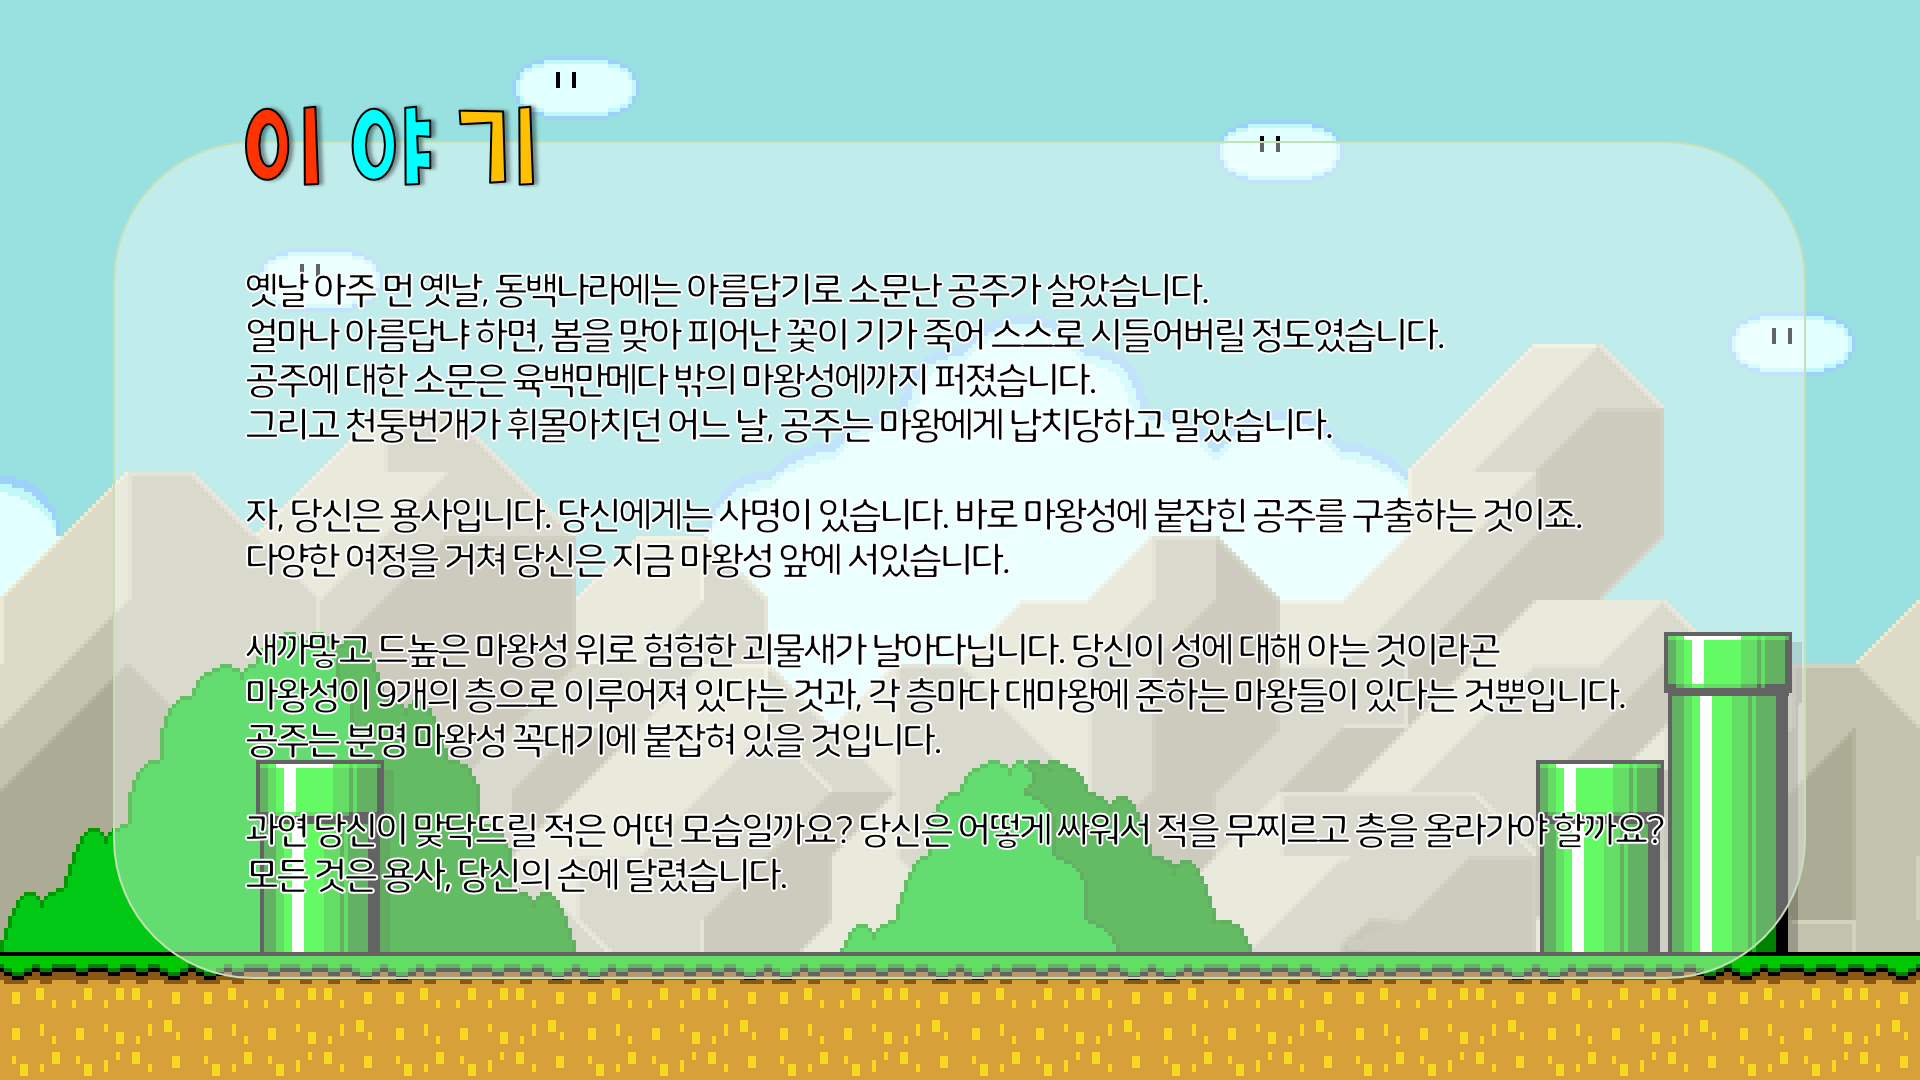 이야기
옛날 아주 먼 옛날, 동백나라에는 아름답기로 소문난 공주가 살았습니다.
얼마나 아름답냐 하면, 봄을 맞아 피어난 꽃이 기가 죽어 스스로 시들어버릴 정도였습니다.
공주에 대한 소문은 육백만메다 밖의 마왕성에까지 퍼졌습니다.
그리고 천둥번개가 휘몰아치던 어느 날, 공주는 마왕에게 납치당하고 말았습니다.
자, 당신은 용사입니다. 당신에게는 사명이 있습니다. 바로 마왕성에 붙잡힌 공주를 구출하는 것이죠.
다양한 여정을 거쳐 당신은 지금 마왕성 앞에 서있습니다.
새까맣고 드높은 마왕성 위로 험험한 괴물새가 날아다닙니다. 당신이 성에 대해 아는 것이라곤
마왕성이 9개의 층으로 이루어져 있다는 것과, 각 층마다 대마왕에 준하는 마왕들이 있다는 것뿐입니다.
공주는 분명 마왕성 꼭대기에 붙잡혀 있을 것입니다.
과연 당신이 맞닥뜨릴 적은 어떤 모습일까요? 당신은 어떻게 싸워서 적을 무찌르고 층을 올라가야 할까요?
모든 것은 용사, 당신의 손에 달렸습니다.